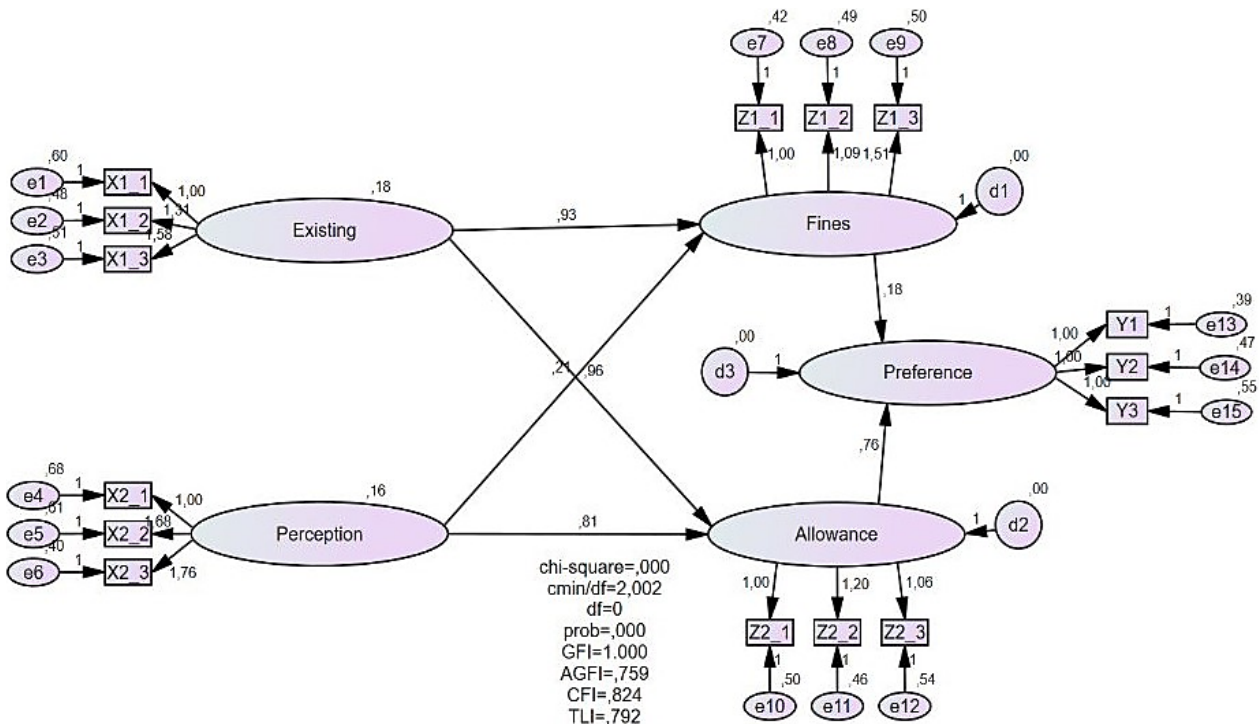 ,42 ,49 ,50
e7 e8 e9
1 1 1
Z1_1 Z1_2 Z1_3
1,00 1,09 1,51
,00
d1
1
,60
e1 1 X1_1 1,00
,48
e2 1 X1_2 1,31
,51
e3 1 X1_3 1,58
,18
Existing
,93
Fines
,18
,21 ,96
,00
d3 1
Preference
1,00 Y1 1 e13 ,39
1,00 Y2 1 e14 ,47
1,00 Y3 1 e15 ,55
,76
,68
e4 1 X2_1 1,00
,61
e5 1 X2_2 1,68
,40
e6 1 X2_3 1,76
,16
Perception
,81
Allowance
,00
1 d2
chi-square=,000
cmin/df=2,002
df=0
prob=,000
GFI=1.000
AGFI=,759
CFI=,824
TLI=,792
1,00 1,20 1,06
Z2_1 Z2_2 Z2_3
1 1 1
,50 ,46 ,54
e10 e11 e12